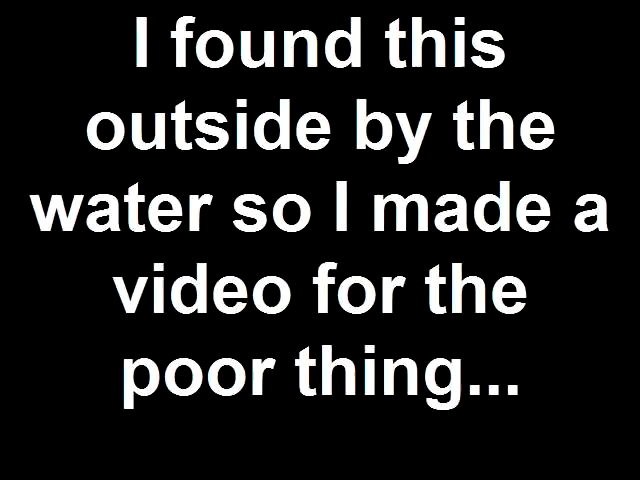 I found this
outside by the
water so I made a
video for the
poor thing...